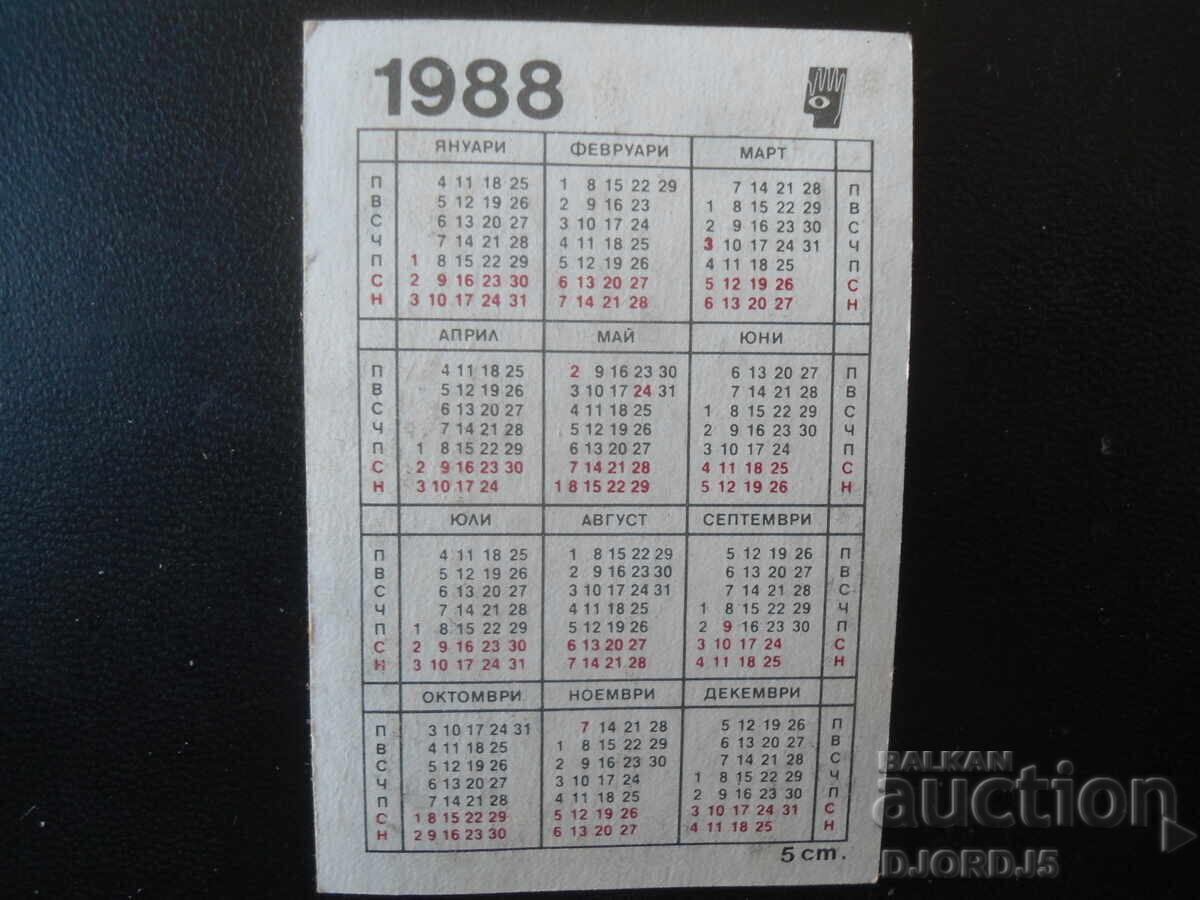 1988
ЯНУАРИ ФЕВРУАРИ МАРТ
П 4 11 18 25 1 8 15 22 29 7 14 21 28 П
В 5 12 19 26 2 9 16 23 1 8 15 22 29 В
С 6 13 20 27 3 10 17 24 2 9 16 23 30 С
Ч 7 14 21 28 4 11 18 25 3 10 17 24 31 Ч
П 1 8 15 22 29 5 12 19 26 4 11 18 25 П
С 2 9 16 23 30 6 13 20 27 5 12 19 26 С
Н 3 10 17 24 31 7 14 21 28 6 13 20 27 Н
АПРИЛ МАЙ ЮНИ
П 4 11 18 25 2 9 16 23 30 6 13 20 27 П
В 5 12 19 26 3 10 17 24 31 7 14 21 28 В
С 6 13 20 27 4 11 18 25 1 8 15 22 29 С
Ч 7 14 21 28 5 12 19 26 2 9 16 23 30 Ч
П 1 8 15 22 29 6 13 20 27 3 10 17 24 П
С 2 9 16 23 30 7 14 21 28 4 11 18 25 С
Н 3 10 17 24 1 8 15 22 29 5 12 19 26 Н
ЮЛИ АВГУСТ СЕПТЕМВРИ
П 4 11 18 25 1 8 15 22 29 5 12 19 26 П
В 5 12 19 26 2 9 16 23 30 6 13 20 27 В
С 6 13 20 27 3 10 17 24 31 7 14 21 28 С
Ч 7 14 21 28 4 11 18 25 1 8 15 22 29 Ч
П 1 8 15 22 29 5 12 19 26 2 9 16 23 30 П
С 2 9 16 23 30 6 13 20 27 3 10 17 24 С
Н 3 10 17 24 31 7 14 21 28 4 11 18 25 Н
ОКТОМВРИ НОЕМВРИ ДЕКЕМВРИ
П 3 10 17 24 31 7 14 21 28 5 12 19 26 П
В 4 11 18 25 1 8 15 22 29 6 13 20 27 В
С 5 12 19 26 2 9 16 23 30 7 14 21 28 С
Ч 6 13 20 27 3 10 17 24 1 8 15 22 29 Ч
П 7 14 21 28 4 11 18 25 2 9 16 23 30 П
С 1 8 15 22 29 5 12 19 26 3 10 17 24 31 С
Н 2 9 16 23 30 6 13 20 27 4 11 18 25 Н
5 cm.
BALKAN
auction
DJORDJ5